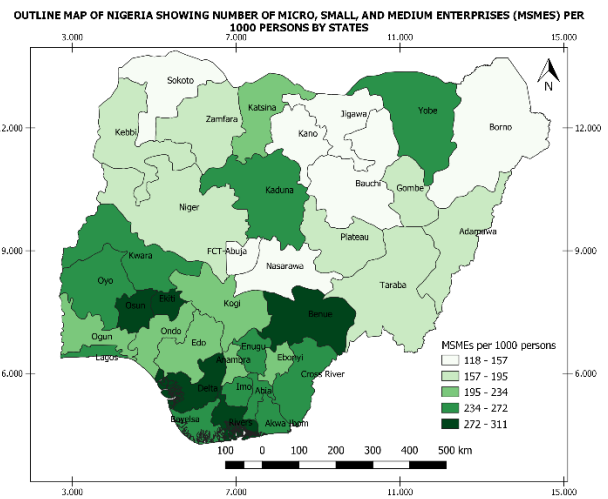 OUTLINE MAP OF NIGERIA SHOWING NUMBER OF MICRO, SMALL, AND MEDIUM ENTERPRISES (MSMES) PER
1000 PERSONS BY STATES
3.000 7.000 11.000 15.000
N
Sokoto
Katsina
Yobe
Jigawa
Zamfara
Borno
12.000 12.000
Kebbi
Kano
Bauchi
Gombe
Kaduna
Niger
Adamawa
Plateau
9.000 9.000
FCT-Abuja
Kwara
Nasarawa
Oyo
Taraba
Ekiti
Osun
Kogi
Benue
Ondo
Ogun
Edo
Enugu
MSMEs per 1000 persons
Lagos
Anamora
Ebonyi
118 - 157
6.000 6.000
Cross River
157 - 195
Delta
Imo
Abia
195 - 234
234 - 272
Rivers
Akwa Ibom
272 - 311
100 0 100 200 300 400 500 km
3.000 7.000 11.000 15.000